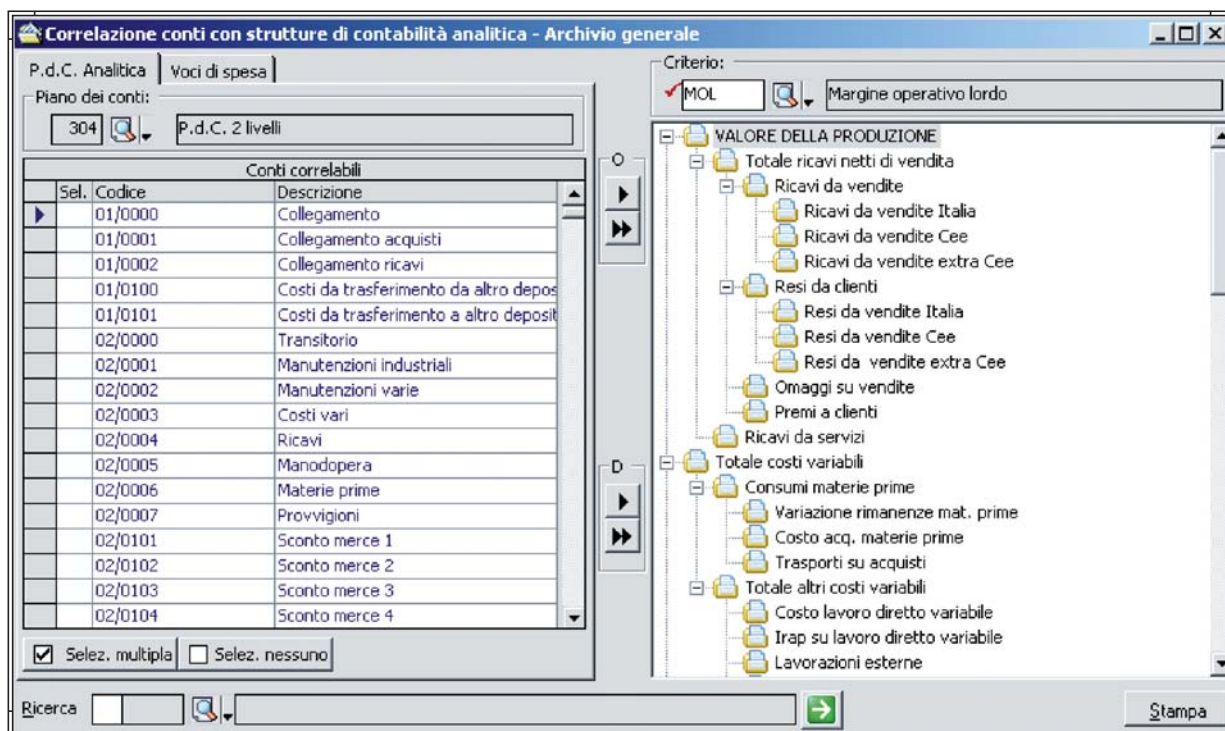 Correlazione conti con strutture di contabilità analitica - Archivio generale
P.d.C. Analitica Voci di spesa
Piano dei conti:
304 P.d.C. 2 livelli
Conti correlabili
Sel. Codice Descrizione
01/0000 Collegamento
01/0001 Collegamento acquisti
01/0002 Collegamento ricavi
01/0100 Costi da trasferimento da altro depos
01/0101 Costi da trasferimento a altro deposit
02/0000 Transitorio
02/0001 Manutenzioni industriali
02/0002 Manutenzioni varie
02/0003 Costi vari
02/0004 Ricavi
02/0005 Manodopera
02/0006 Materie prime
02/0007 Provvigioni
02/0101 Sconto merce 1
02/0102 Sconto merce 2
02/0103 Sconto merce 3
02/0104 Sconto merce 4
Selez. multipla Selez. nessuno
O
D
Criterio:
MOL Margine operativo lordo
VALORE DELLA PRODUZIONE
Totale ricavi netti di vendita
Ricavi da vendite
Ricavi da vendite Italia
Ricavi da vendite Cee
Ricavi da vendite extra Cee
Resi da clienti
Resi da vendite Italia
Resi da vendite Cee
Resi da vendite extra Cee
Omaggi su vendite
Premi a clienti
Ricavi da servizi
Totale costi variabili
Consumi materie prime
Variazione rimanenze mat. prime
Costo acq. materie prime
Trasporti su acquisti
Totale altri costi variabili
Costo lavoro diretto variabile
Irap su lavoro diretto variabile
Lavorazioni esterne
Ricerca
Stampa